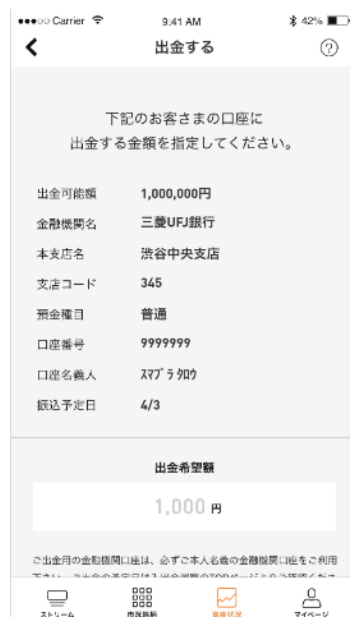 Carrier 9:41 AM 42%
出金する
下記のお客さまの口座に
出金する金額を指定してください。
出金可能額 1,000,000円
金融機関名 三菱UFJ銀行
本支店名 渋谷中央支店
支店コード 345
預金種目 普通
口座番号 9999999
口座名義人 ｽﾏﾌﾟﾗ ﾀﾛｳ
振込予定日 4/3
出金希望額
1,000 円
ご出金用の金融機関口座は、必ずご本人名義の金融機関口座をご利用
ストリーム 資産状況 マイページ